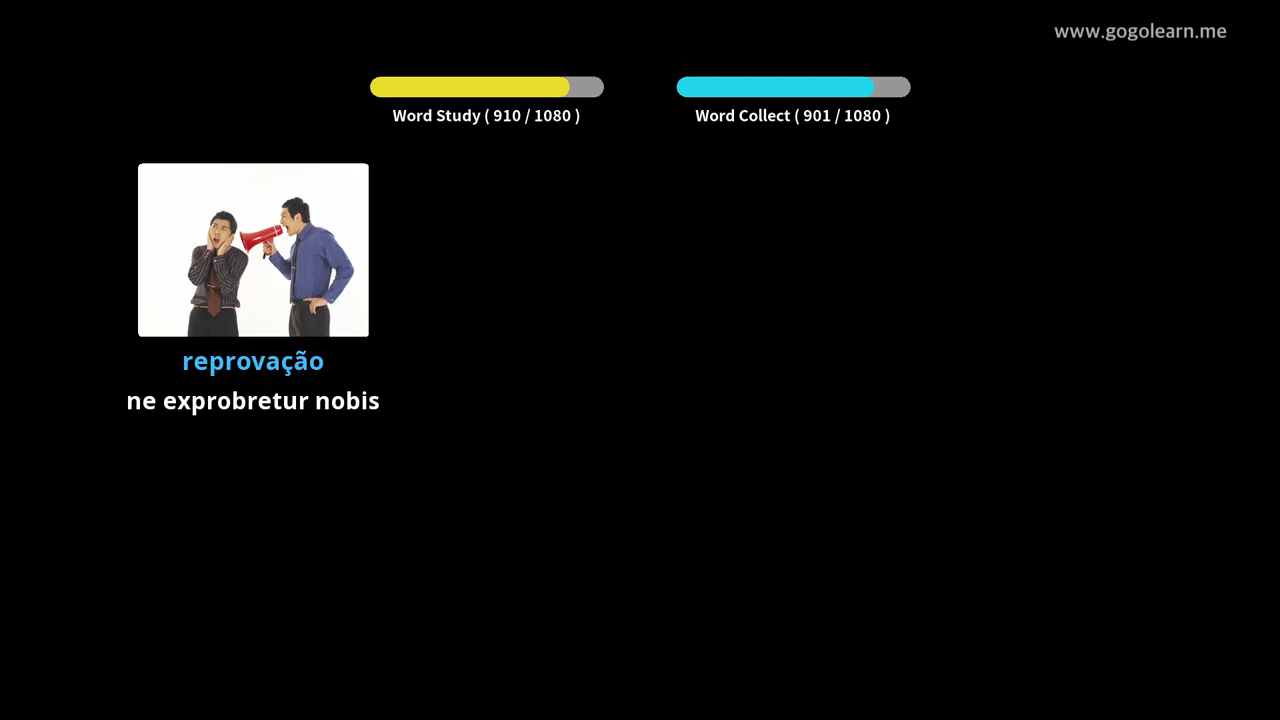 www.gogolearn.me
Word Study ( 910 / 1080 )
Word Collect ( 901 / 1080 )
reprovação
ne exprobretur nobis